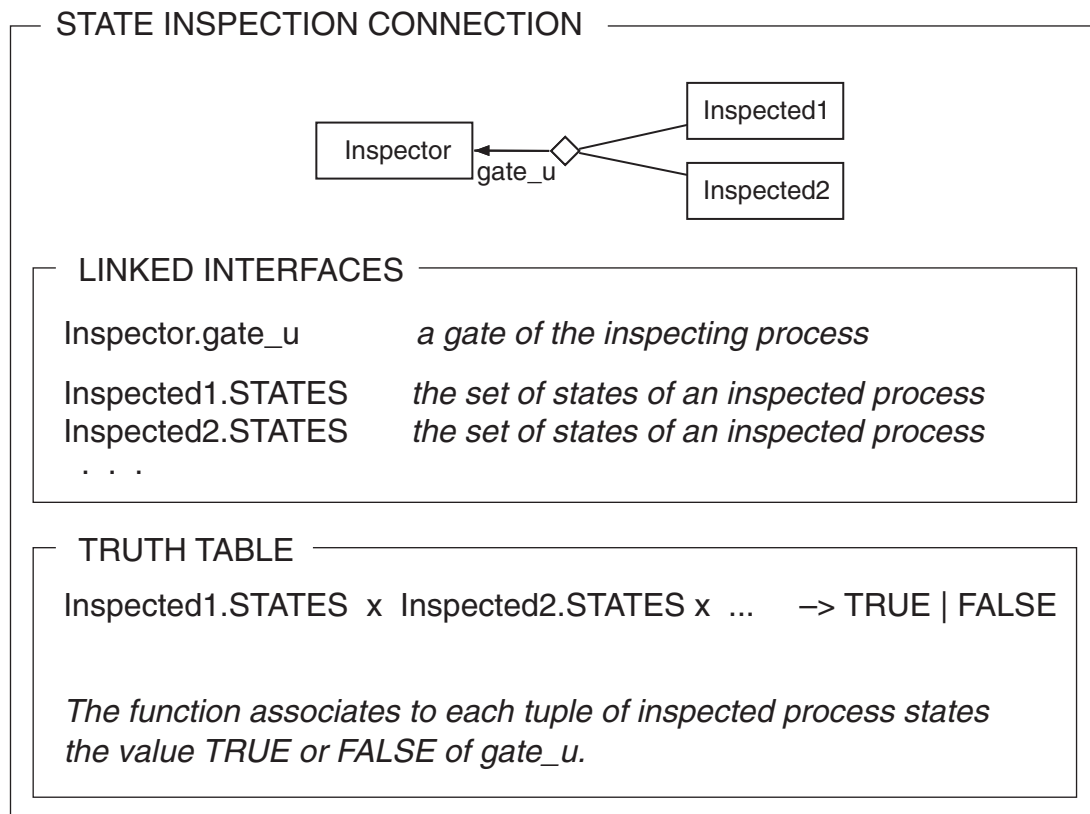 STATE INSPECTION CONNECTION
Inspected1
Inspector
gate_u
Inspected2
LINKED INTERFACES
Inspector.gate_u a gate of the inspecting process
Inspected1.STATES the set of states of an inspected process
Inspected2.STATES the set of states of an inspected process
. . .
TRUTH TABLE
Inspected1.STATES x Inspected2.STATES x ... –> TRUE | FALSE
The function associates to each tuple of inspected process states
the value TRUE or FALSE of gate_u.